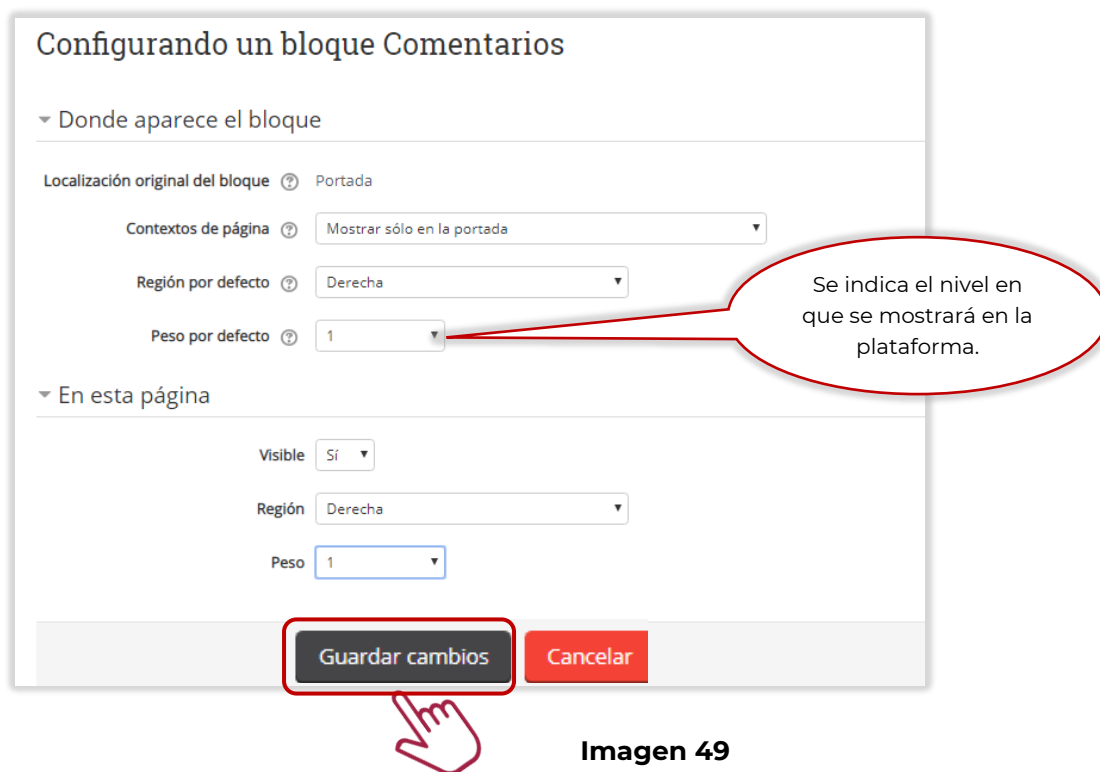 Configurando un bloque Comentarios
Donde aparece el bloque
Localización original del bloque ? Portada
Contextos de página ? Mostrar sólo en la portada
Región por defecto ? Derecha
Peso por defecto ? 1
Se indica el nivel en
que se mostrará en la
plataforma.
En esta página
Visible Sí
Región Derecha
Peso 1
Guardar cambios Cancelar
Imagen 49